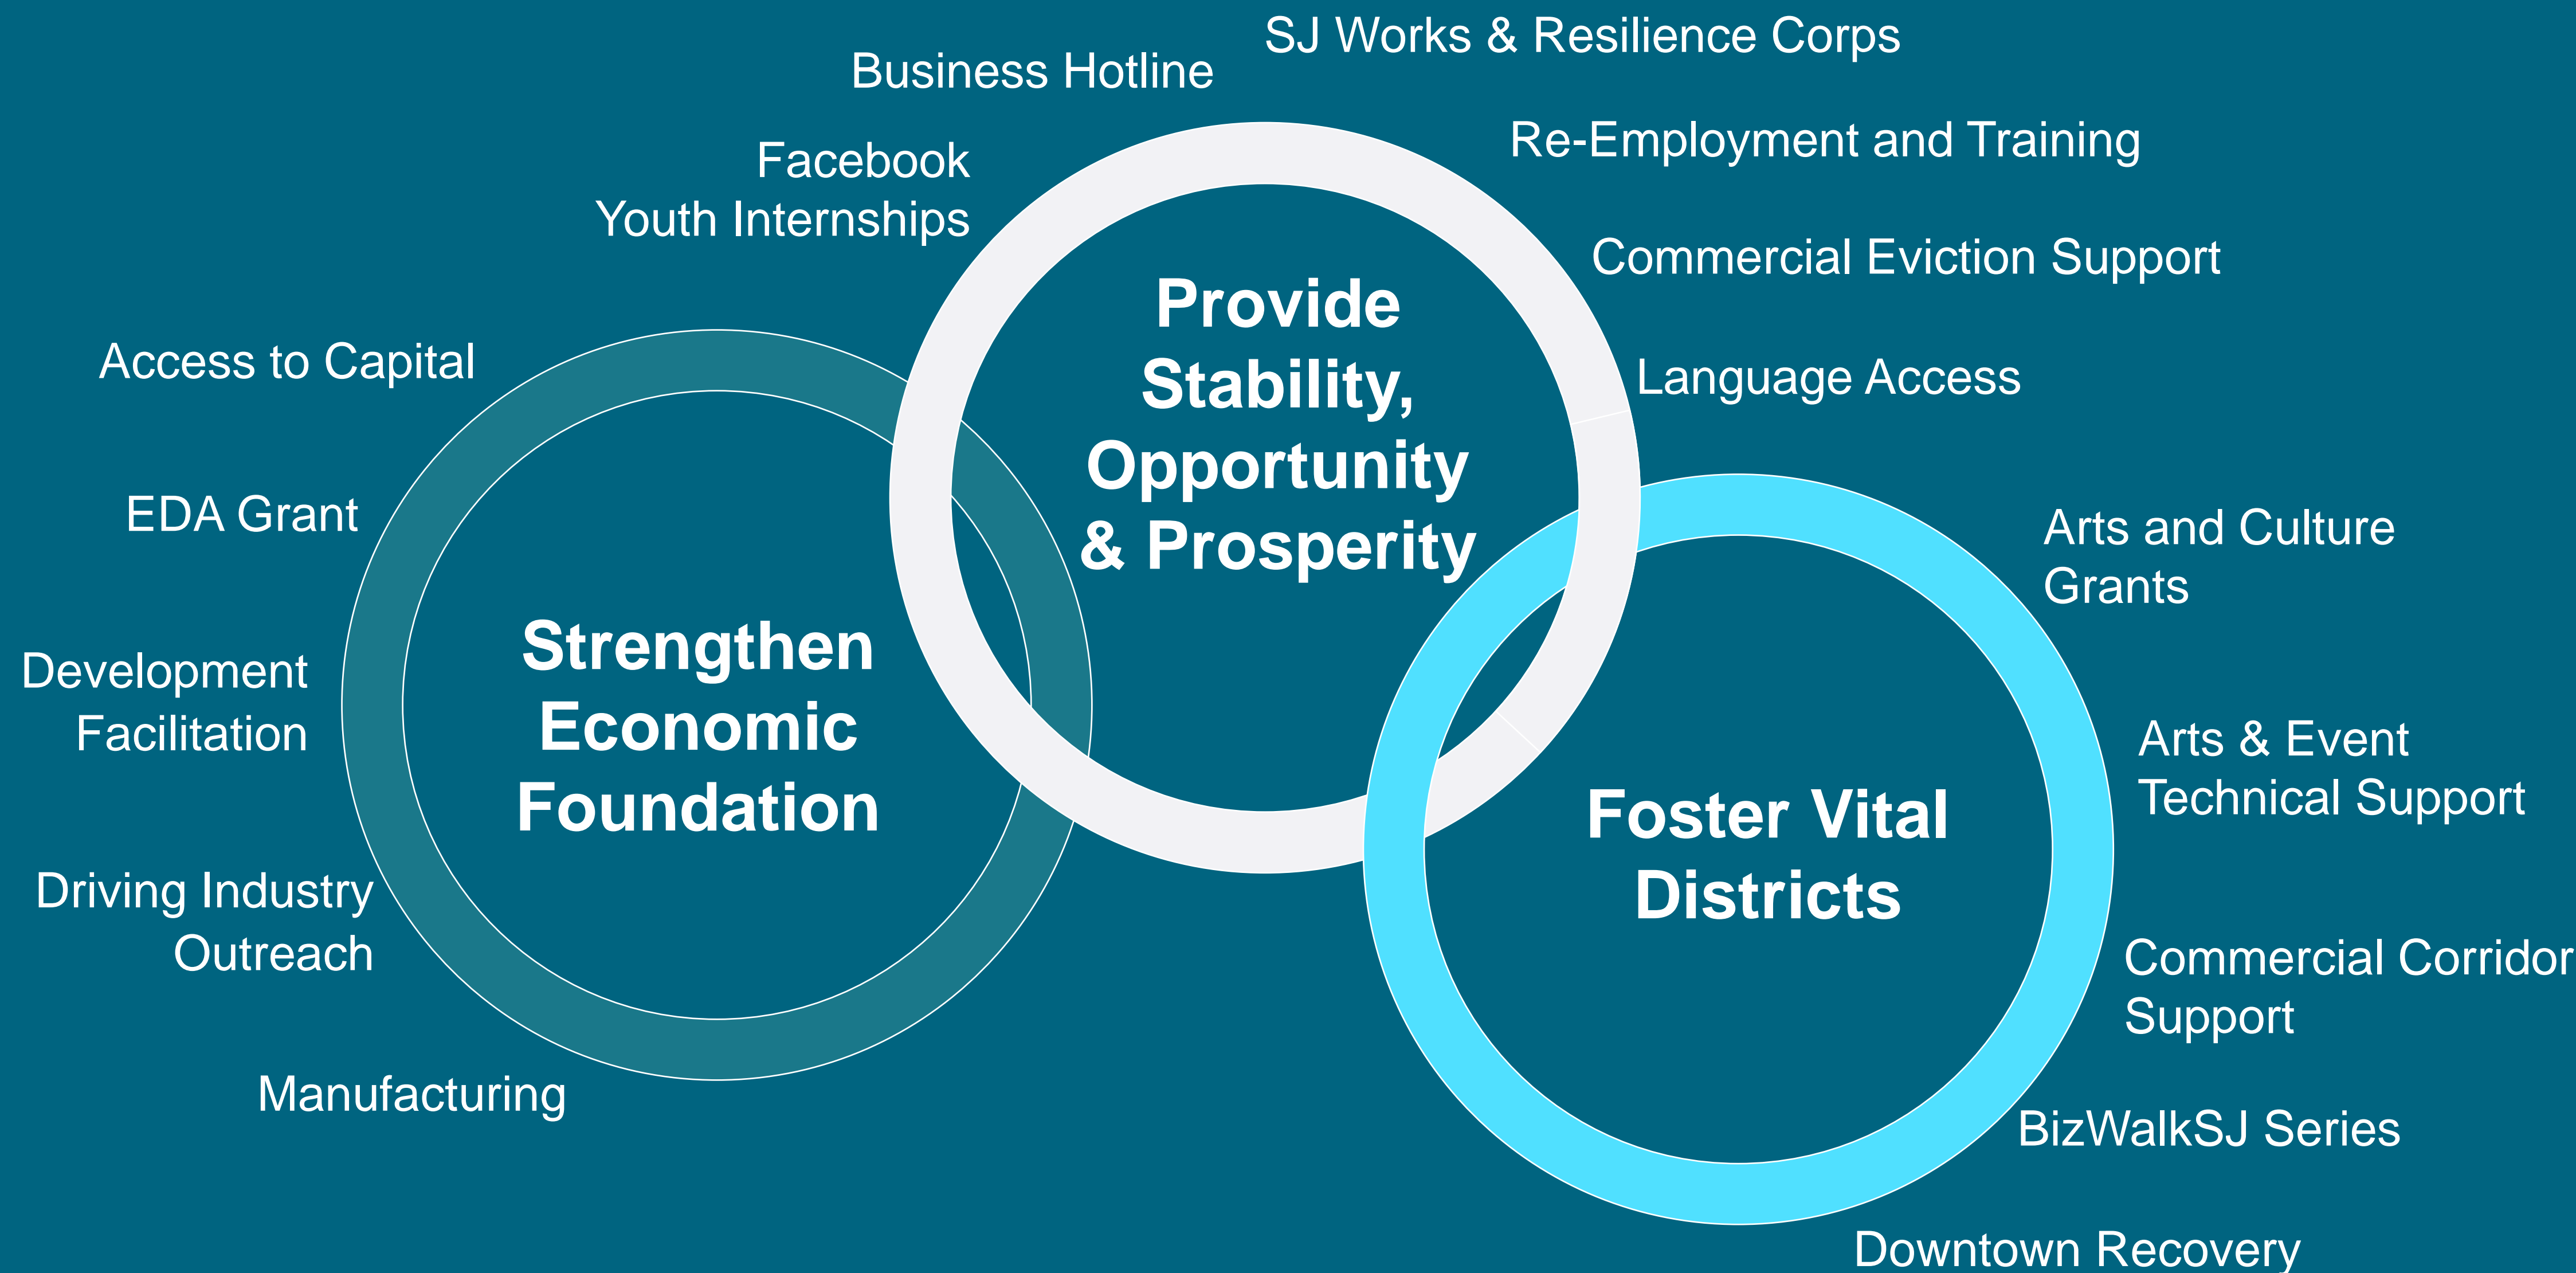 SJ Works & Resilience Corps
Business Hotline
Re-Employment and Training
Facebook
Youth Internships
Commercial Eviction Support
Language Access
Provide
Stability,
Opportunity
& Prosperity
Access to Capital
EDA Grant
Development
Facilitation
Driving Industry
Outreach
Manufacturing
Strengthen
Economic
Foundation
Foster Vital
Districts
Arts and Culture
Grants
Arts & Event
Technical Support
Commercial Corridor
Support
BizWalkSJ Series
Downtown Recovery